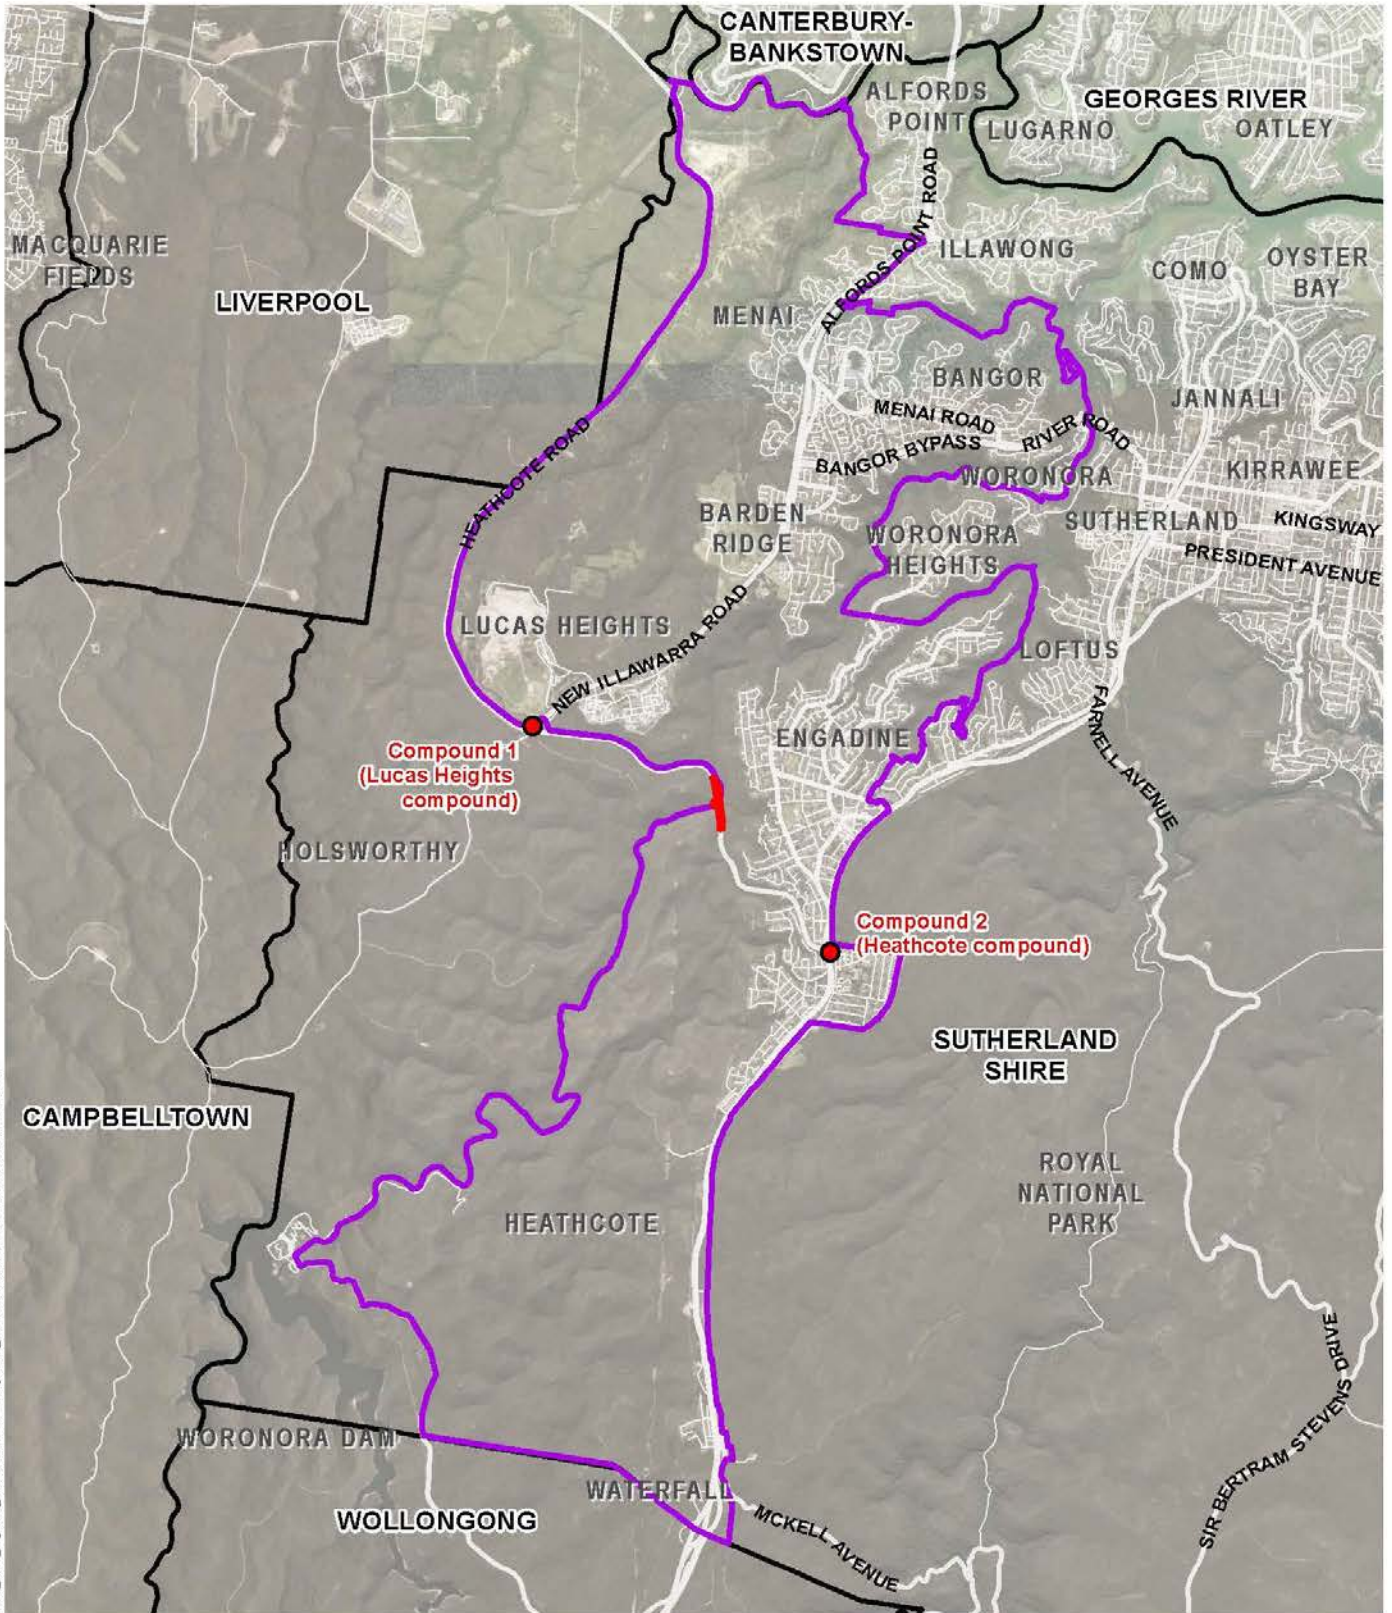 CANTERBURY-
BANKSTOWN
ALFORDS
POINT
GEORGES RIVER
LUGARNO
OATLEY
ALFORDS POINT ROAD
MACQUARIE
FIELDS
LIVERPOOL
ILLAWONG
COMO
OYSTER
BAY
MENAI
BANGOR
JANNALI
MENAI ROAD
RIVER ROAD
BANGOR BYPASS
HEATHCOTE ROAD
WORONORA
KIRRAWEE
BARDEN
RIDGE
WORONORA
HEIGHTS
SUTHERLAND
KINGSWAY
PRESIDENT AVENUE
LUCAS HEIGHTS
NEW ILLAWARRA ROAD
LOFTUS
ENGADINE
FARNELL AVENUE
Compound 1
(Lucas Heights
compound)
HOLSWORTHY
Compound 2
(Heathcote compound)
SUTHERLAND
SHIRE
CAMPBELLTOWN
ROYAL
NATIONAL
PARK
HEATHCOTE
SIR BERTRAM STEVENS DRIVE
WORONORA DAM
WATERFALL
WOLLONGONG
MCKELL AVENUE